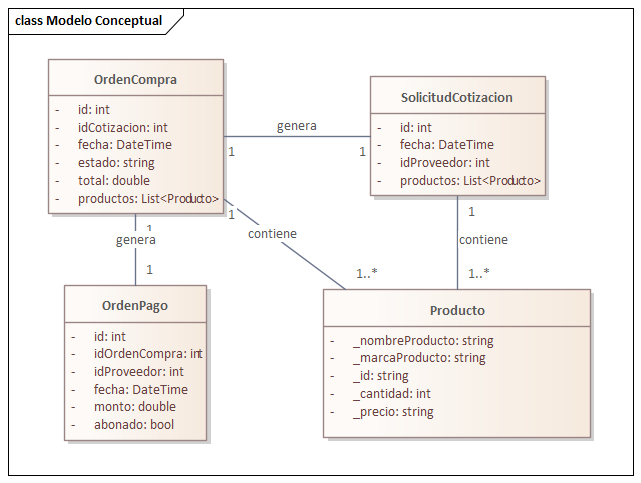 class Modelo Conceptual
OrdenCompra
- id: int
- idCotizacion: int
- fecha: DateTime
- estado: string
- total: double
- productos: List<Producto>
genera
1
1
SolicitudCotizacion
- id: int
- fecha: DateTime
- idProveedor: int
- productos: List<Producto>
1
contiene
1..*
1
contiene
1..*
1
genera
1
OrdenPago
- id: int
- idOrdenCompra: int
- idProveedor: int
- fecha: DateTime
- monto: double
- abonado: bool
Producto
- _nombreProducto: string
- _marcaProducto: string
- _id: string
- _cantidad: int
- _precio: string